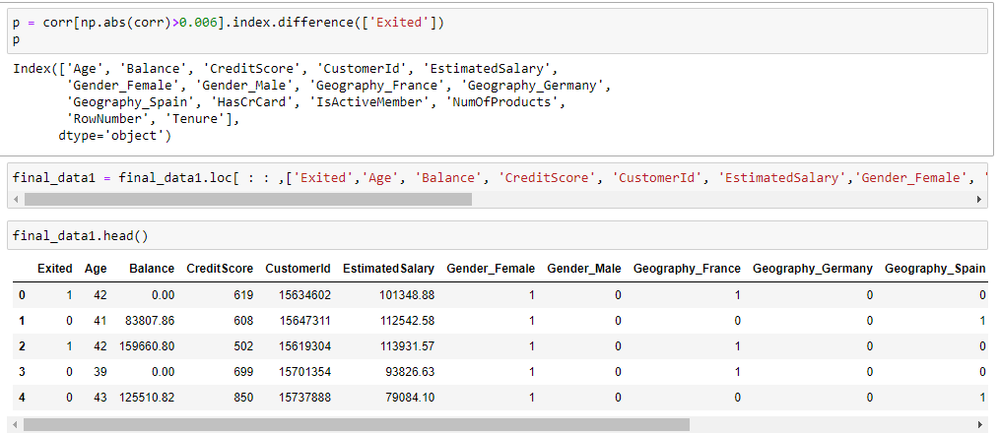 p = corr[np.abs(corr)>0.006].index.difference(['Exited'])
p
Index(['Age', 'Balance', 'CreditScore', 'CustomerId', 'EstimatedSalary',
'Gender_Female', 'Gender_Male', 'Geography_France', 'Geography_Germany',
'Geography_Spain', 'HasCrCard', 'IsActiveMember', 'NumOfProducts',
'RowNumber', 'Tenure'],
dtype='object')
final_data1 = final_data1.loc[ : : ,['Exited','Age', 'Balance', 'CreditScore', 'CustomerId', 'EstimatedSalary','Gender_Female', '
final_data1.head()
Exited Age Balance CreditScore CustomerId EstimatedSalary Gender_Female Gender_Male Geography_France Geography_Germany Geography_Spain
0 1 42 0.00 619 15634602 101348.88 1 0 1 0 0
1 0 41 83807.86 608 15647311 112542.58 1 0 0 0 1
2 1 42 159660.80 502 15619304 113931.57 1 0 1 0 0
3 0 39 0.00 699 15701354 93826.63 1 0 1 0 0
4 0 43 125510.82 850 15737888 79084.10 1 0 0 0 1